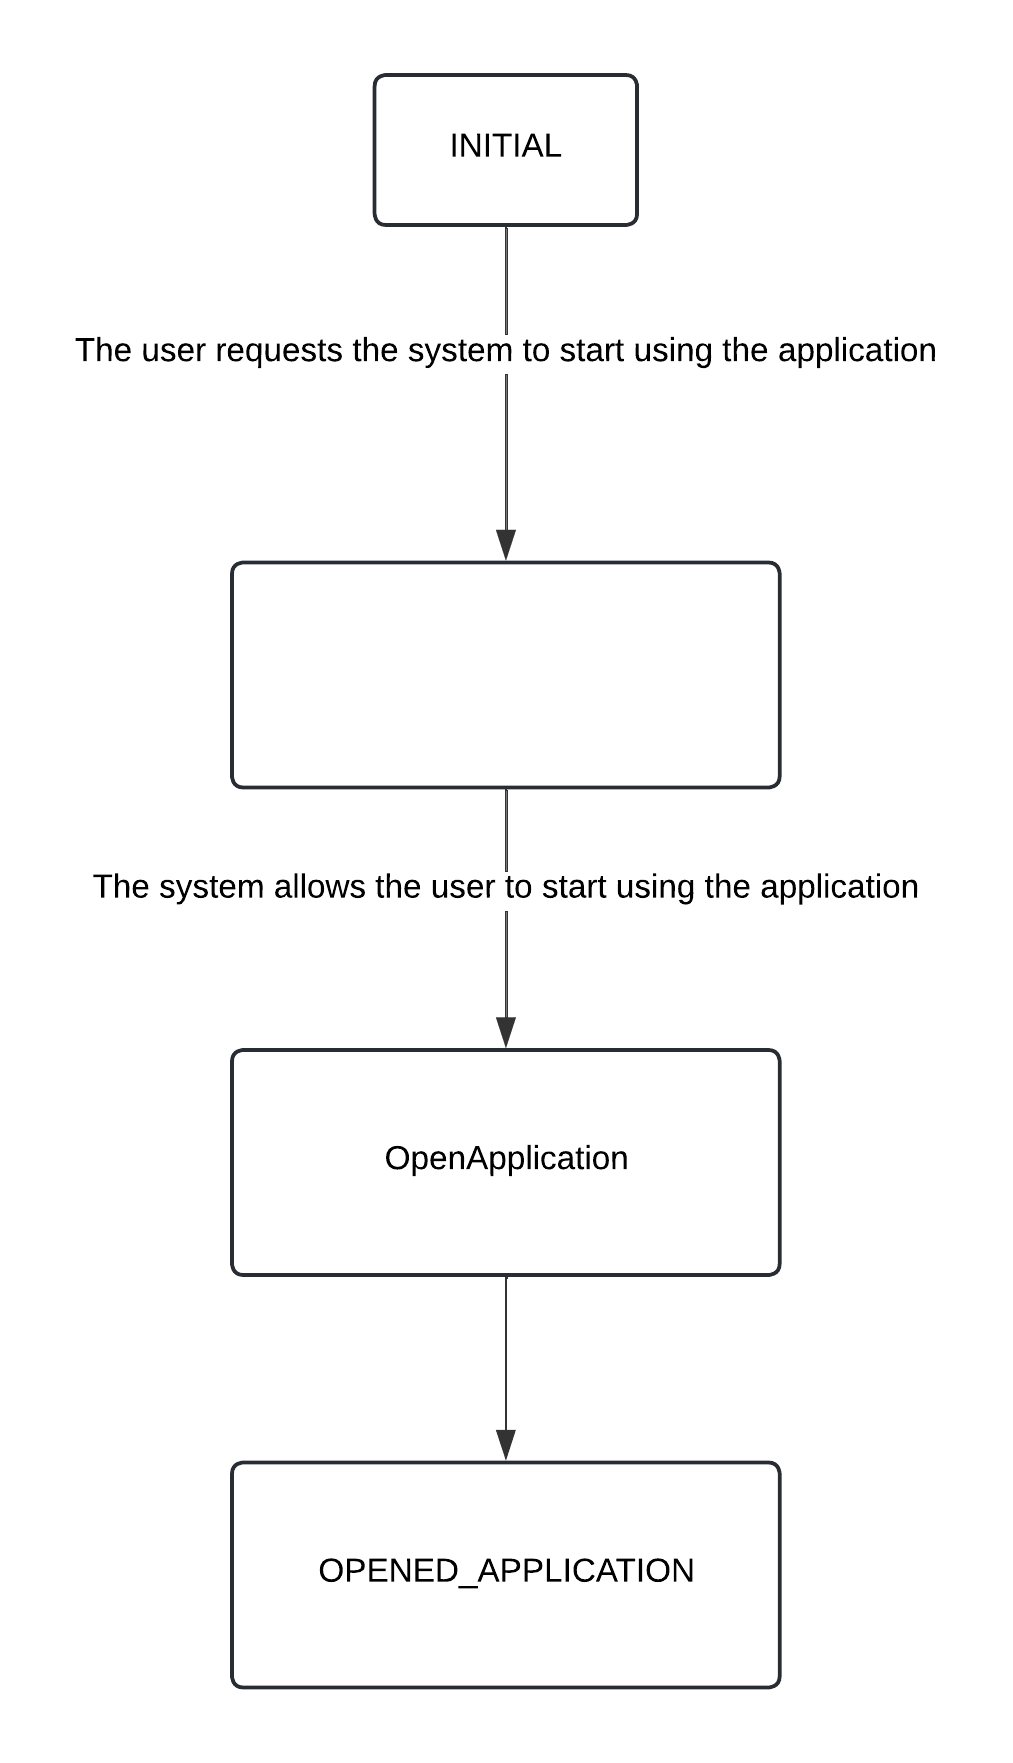 INITIAL
The user requests the system to start using the application
The system allows the user to start using the application
OpenApplication
OPENED_APPLICATION